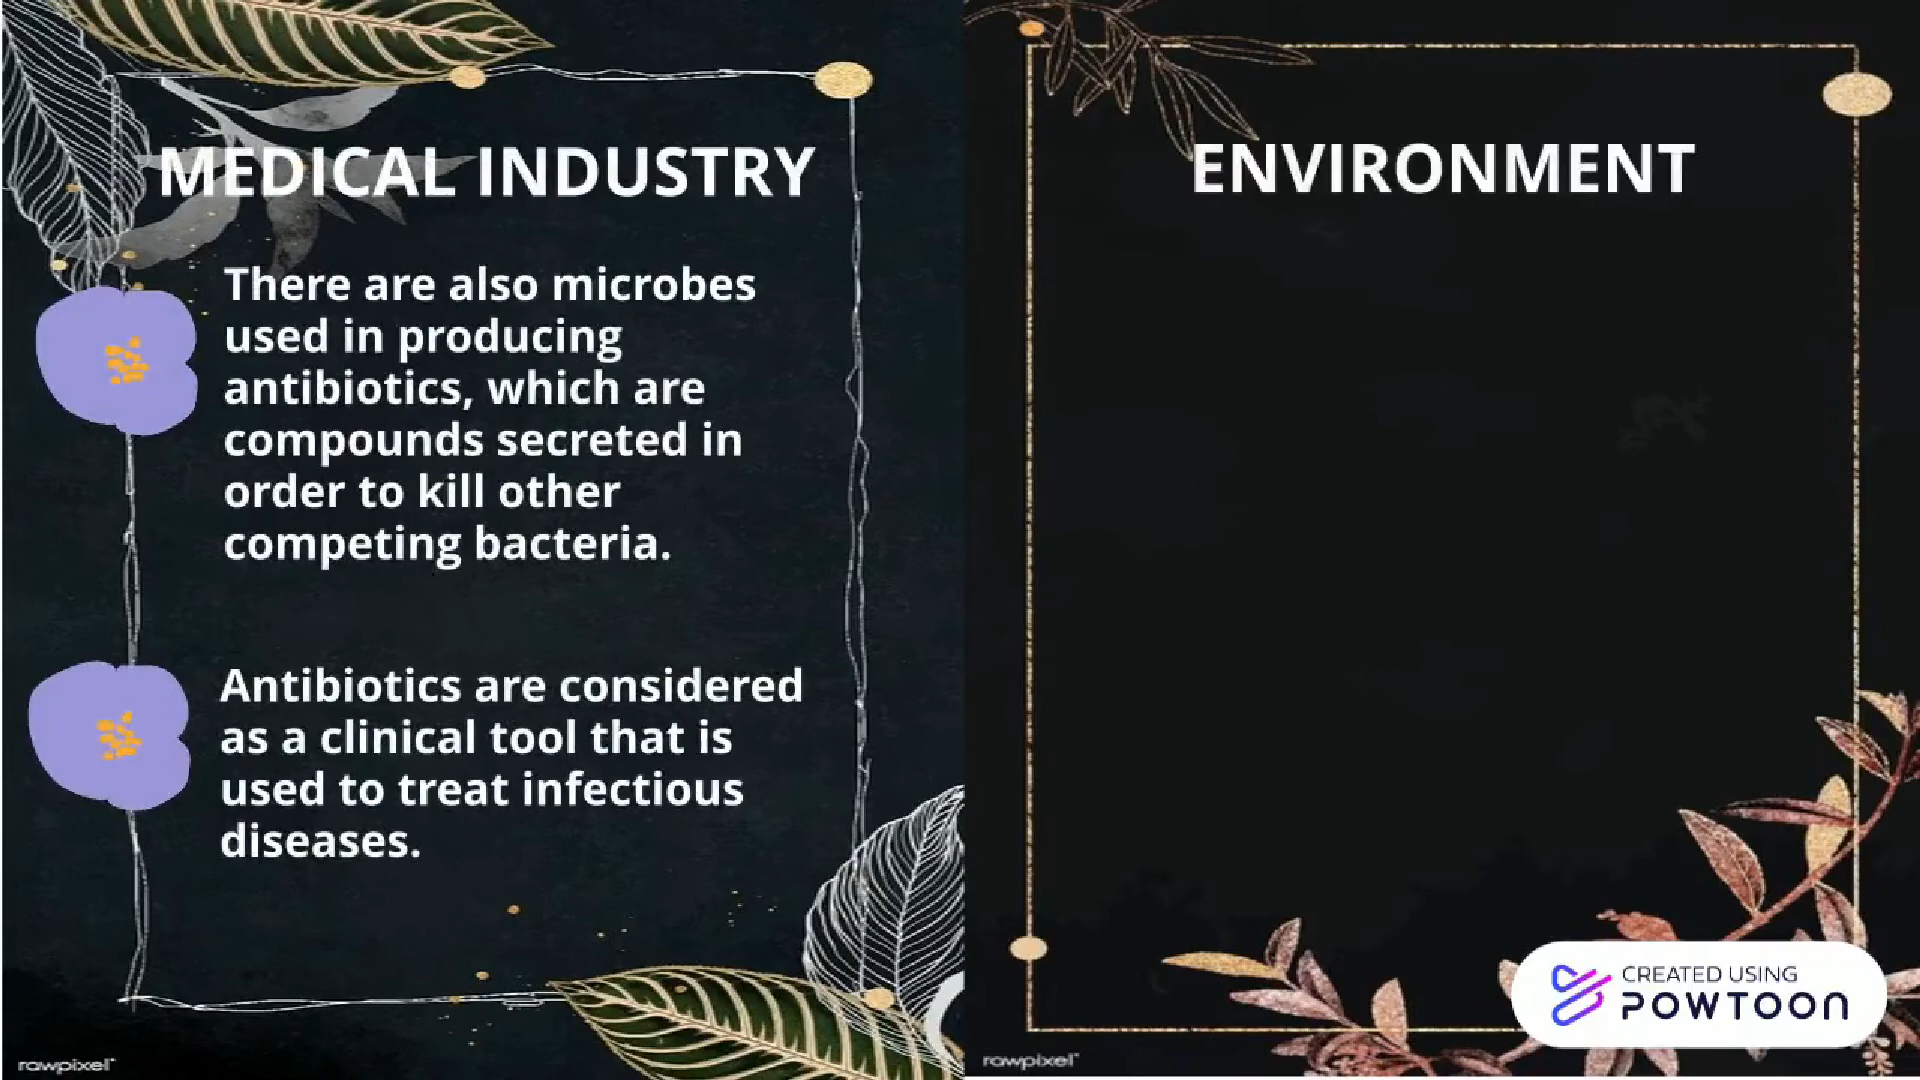 MEDICAL INDUSTRY
There are also microbes
used in producing
antibiotics, which are
compounds secreted in
order to kill other
competing bacteria.
Antibiotics are considered
as a clinical tool that is
used to treat infectious
diseases.
rawpixel
ENVIRONMENT
rawpixel
CREATED USING
POWTOON